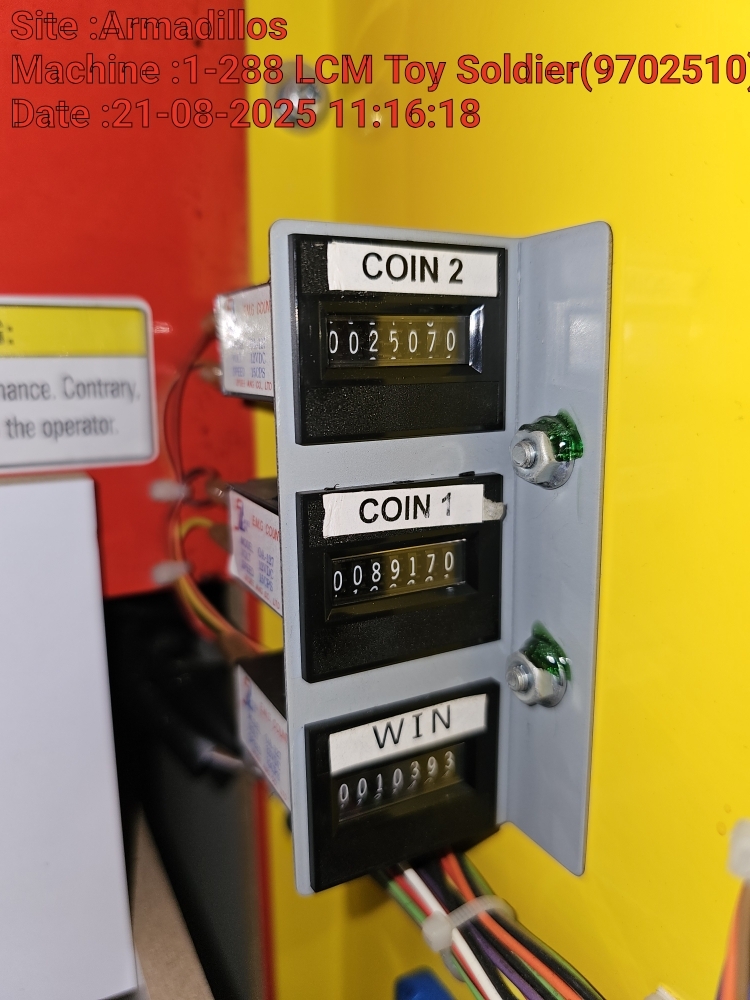 Site :Armadillos
Machine :1-288 LCM Toy Soldier(9702510)
Date :21-08-2025 11:16:18
COIN 2
0025070
COIN 1
0089170
WIN
0010393
nance. Contrary,
the operator.